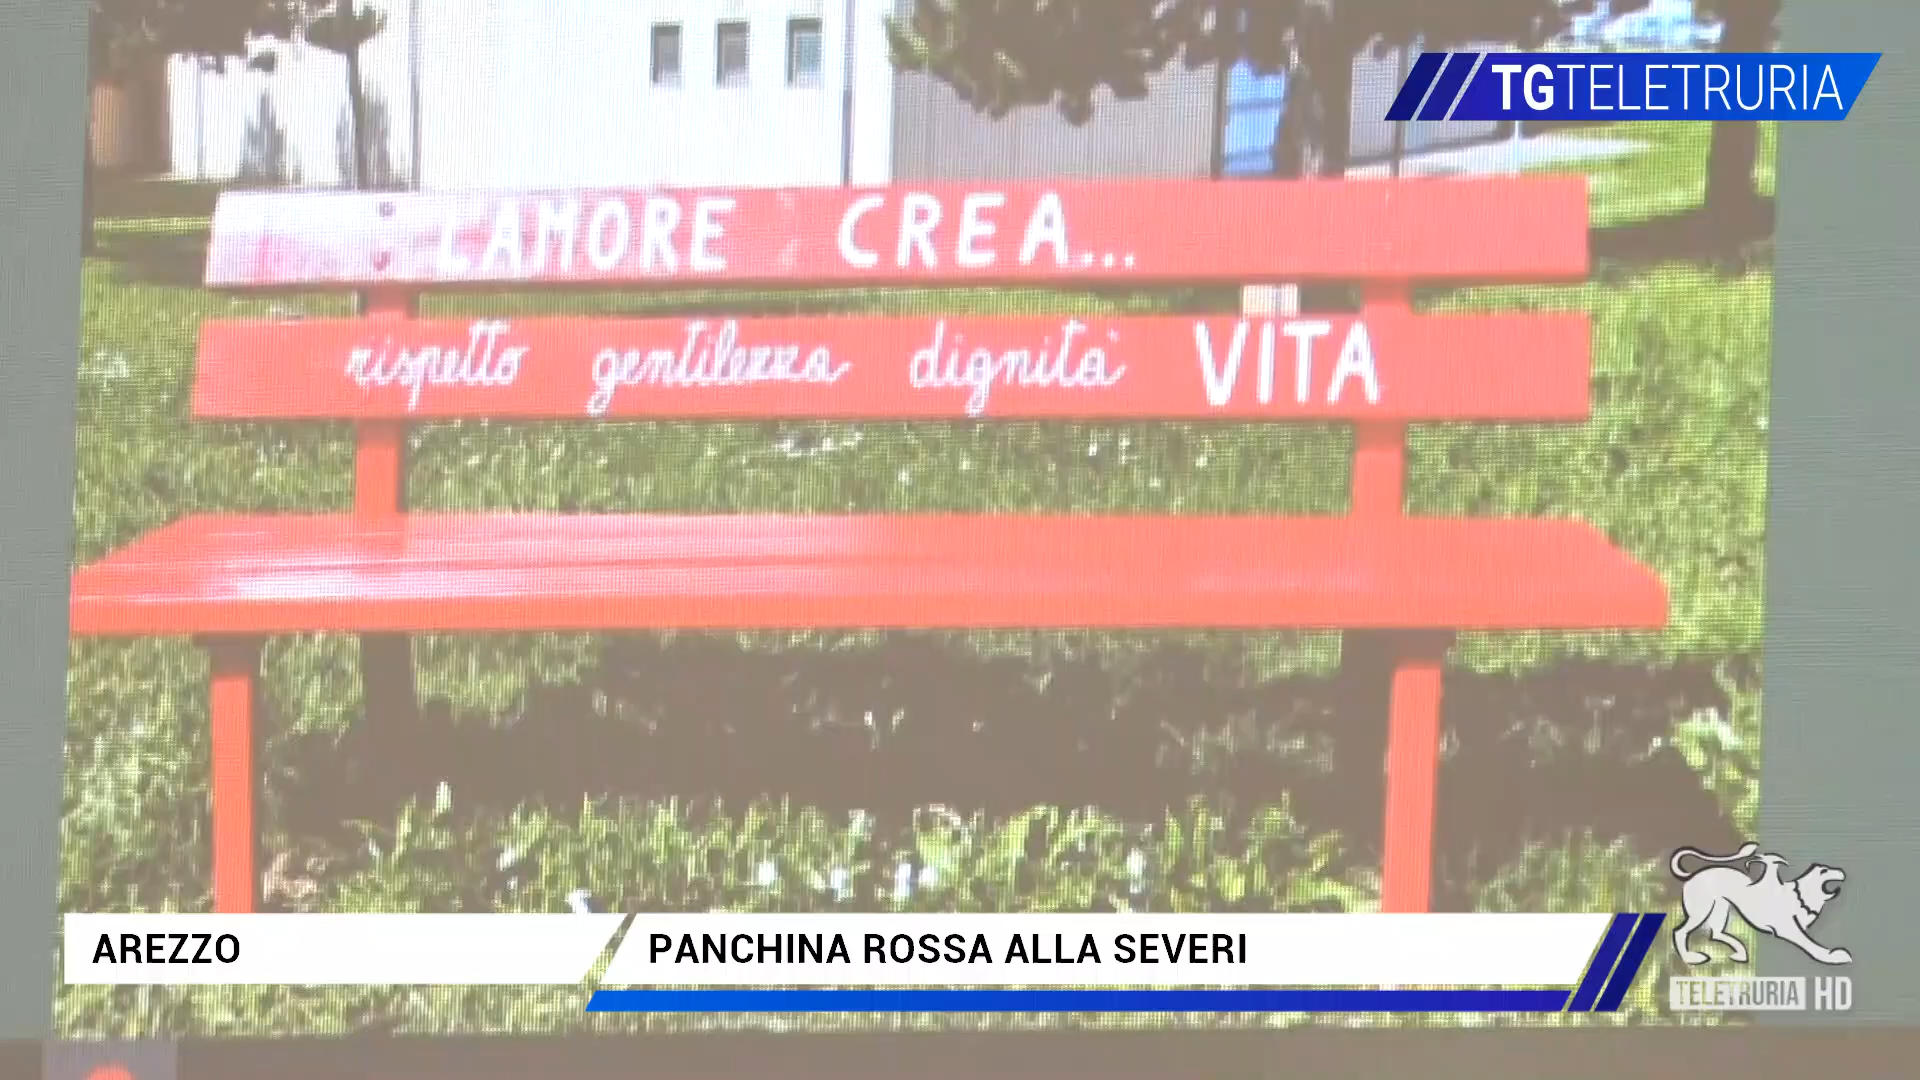 TGTELETRURIA
L'AMORE CREA...
rispetto gentilezza dignità VITA
AREZZO
PANCHINA ROSSA ALLA SEVERI
TELETRURIA HD